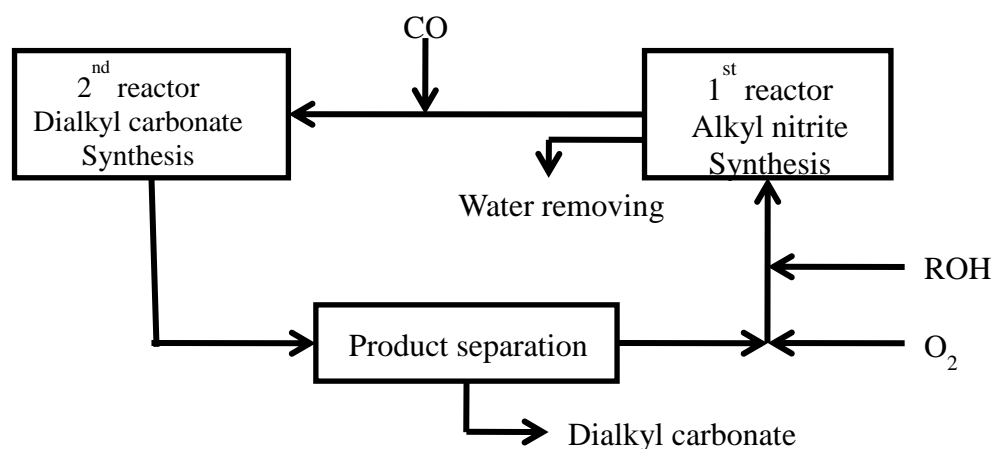 CO
2nd reactor
Dialkyl carbonate
Synthesis
1st reactor
Alkyl nitrite
Synthesis
Water removing
ROH
Product separation
O2
Dialkyl carbonate